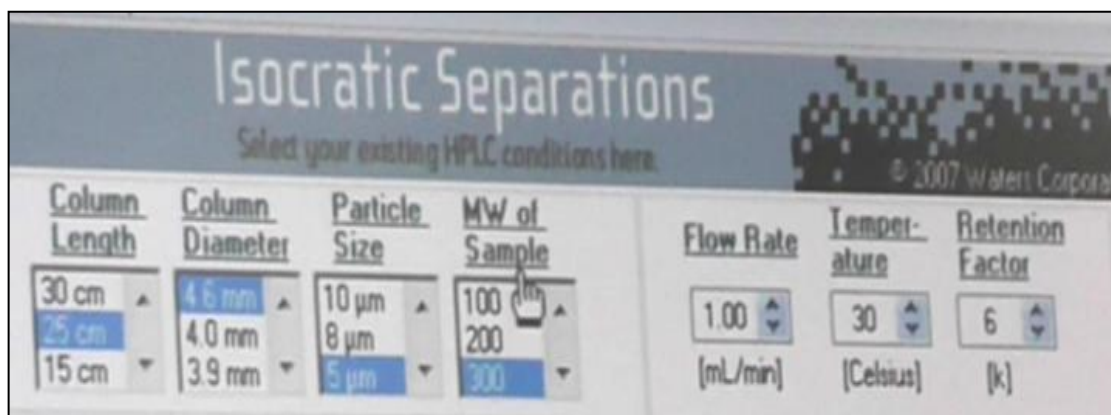 Isocratic Separations
Select your existing HPLC conditions here.
© 2007 Waters Corpora
Column Length
Column Diameter
Particle Size
MW of Sample
Flow Rate
Temper-ature
Retention Factor
30 cm
25 cm
15 cm
4.6 mm
4.0 mm
3.9 mm
10 µm
8 µm
5 µm
100
200
300
1.00
30
6
[mL/min]
[Celsius]
[k]